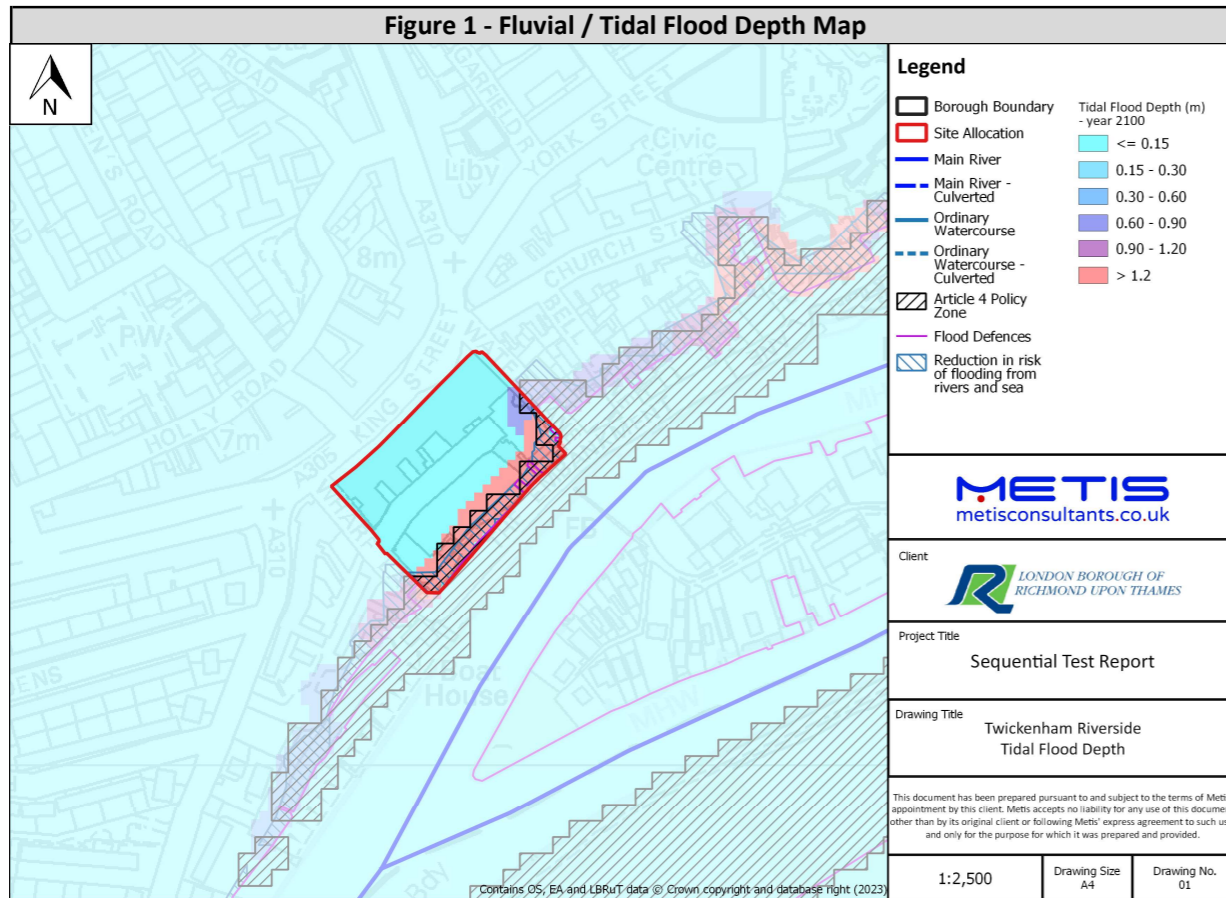 Figure 1 - Fluvial / Tidal Flood Depth Map
N
YORK STREET
Civic
Centre
Liby
CHURCH ST
8m
PW
KING STREET
7m
A305
A310
EB
Boat
House
MHW
Contains OS, EA and LBRuT data © Crown copyright and database right (2023)
Legend
Borough Boundary
Site Allocation
Main River
Main River -
Culverted
Ordinary
Watercourse
Ordinary
Watercourse -
Culverted
Article 4 Policy
Zone
Flood Defences
Reduction in risk
of flooding from
rivers and sea
Tidal Flood Depth (m)
- year 2100
<= 0.15
0.15 - 0.30
0.30 - 0.60
0.60 - 0.90
0.90 - 1.20
> 1.2
METIS
metisconsultants.co.uk
Client
LONDON BOROUGH OF
RICHMOND UPON THAMES
Project Title
Sequential Test Report
Drawing Title
Twickenham Riverside
Tidal Flood Depth
This document has been prepared pursuant to and subject to the terms of Meti
appointment by this client. Metis accepts no liability for any use of this docume
other than by its original client or following Metis' express agreement to such us
and only for the purpose for which it was prepared and provided.
1:2,500
Drawing Size
A4
Drawing No.
01